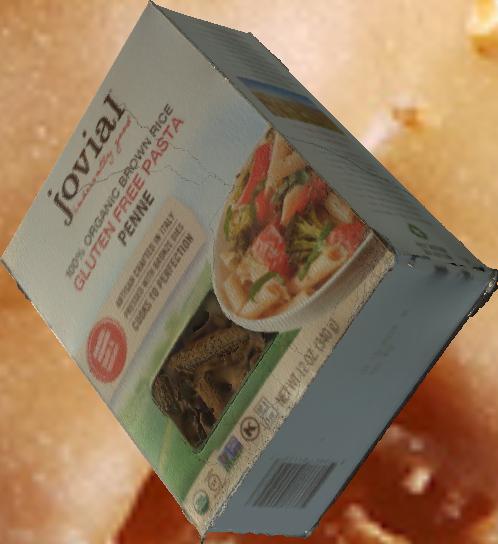 jovial
100% ORGANIC BROWN RICE
GLUTEN FREE PASTA
PENNE
ARTISAN CRAFTED IN ITALY
PRESSED WITH BRONZE DIES
COOKS TO PERFECTION
NET WT. 12 OZ. (340 G)
K